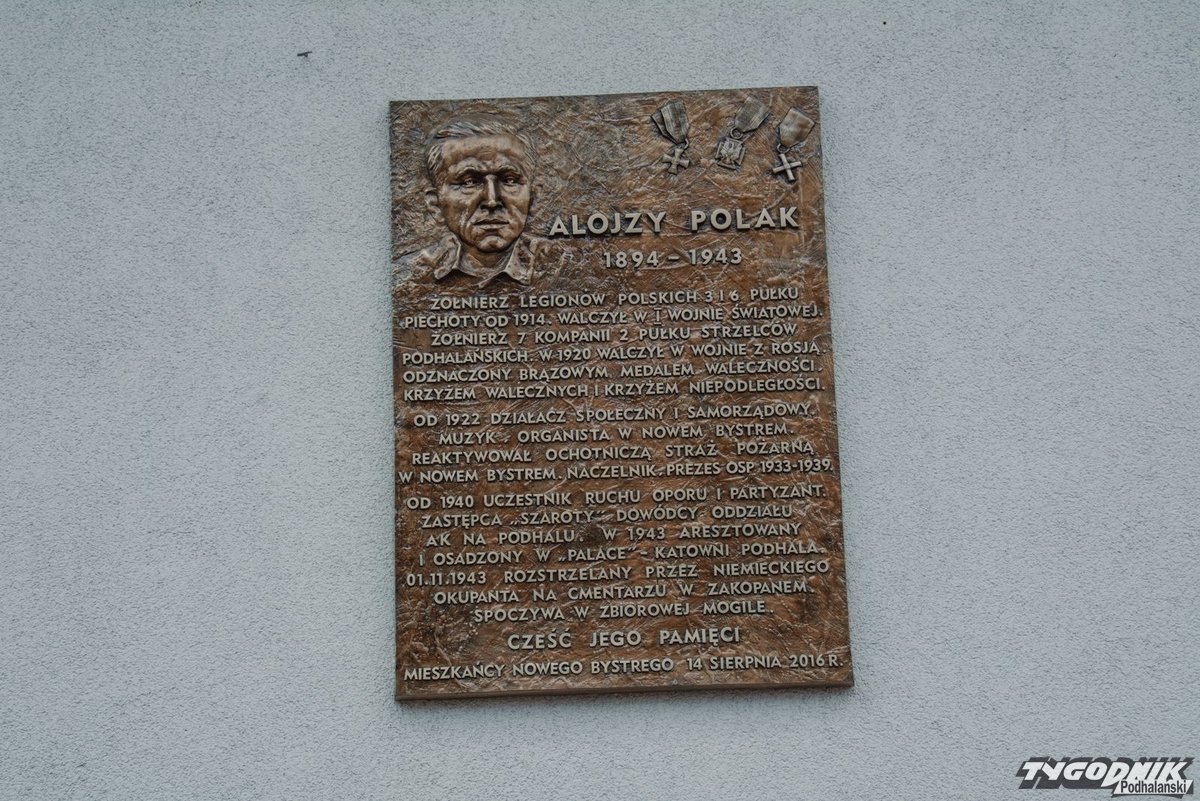 ALOJZY POLAK
1894 - 1943
ŻOŁNIERZ LEGIONÓW POLSKICH 3 I 6 PUŁKU
PIECHOTY OD 1914. WALCZYŁ W I WOJNIE ŚWIATOWEJ.
ŻOŁNIERZ 7 KOMPANII 2 PUŁKU STRZELCÓW
PODHALAŃSKICH. W 1920 WALCZYŁ W WOJNIE Z ROSJĄ.
ODZNACZONY BRĄZOWYM MEDALEM WALECZNOŚCI.
KRZYŻEM WALECZNYCH I KRZYŻEM NIEPODLEGŁOŚCI.
OD 1922 DZIAŁACZ SPOŁECZNY I SAMORZĄDOWY.
MUZYK - ORGANISTA W NOWEM BYSTREM.
REAKTYWOWAŁ OCHOTNICZĄ STRAŻ POŻARNĄ
W NOWEM BYSTREM. NACZELNIK, PREZES OSP 1933-1939.
OD 1940 UCZESTNIK RUCHU OPORU I PARTYZANT.
ZASTĘPCA „SZAROTY" DOWÓDCY ODDZIAŁU
AK NA PODHALU. W 1943 ARESZTOWANY
I OSADZONY W „PALACE" - KATOWNI PODHALA.
01.11.1943 ROZSTRZELANY PRZEZ NIEMIECKIEGO
OKUPANTA NA CMENTARZU W ZAKOPANEM.
SPOCZYWA W ZBIOROWEJ MOGILE.
CZEŚĆ JEGO PAMIĘCI
MIESZKAŃCY NOWEGO BYSTREGO 14 SIERPNIA 2016 R.
TYGODNIK
Podhalański